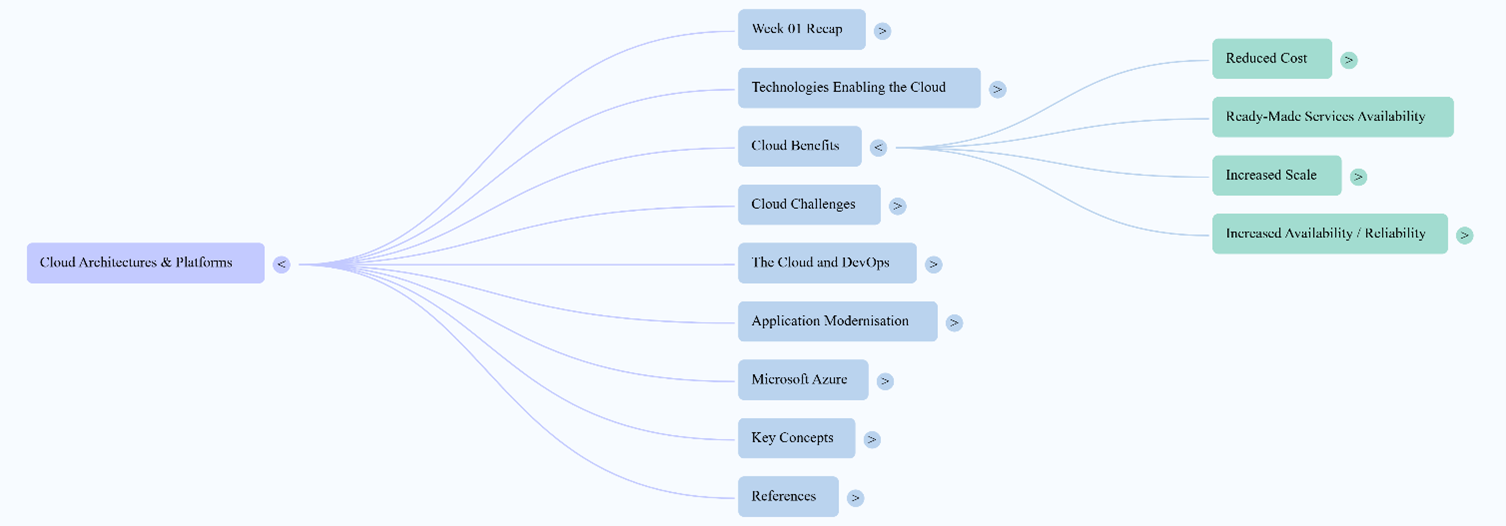 Cloud Architectures & Platforms <
Week 01 Recap >
Technologies Enabling the Cloud >
Cloud Benefits <
Reduced Cost >
Ready-Made Services Availability
Increased Scale >
Increased Availability / Reliability >
Cloud Challenges >
The Cloud and DevOps >
Application Modernisation >
Microsoft Azure >
Key Concepts >
References >